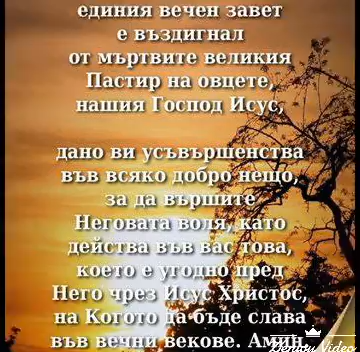 единия вечен завет
е въздигнал
от мъртвите великия
Пастир на овцете,
нашия Господ Исус,
дано ви усъвършенства
във всяко добро нещо,
за да вършите
Неговата воля, като
действа във вас това,
което е угодно пред
Него чрез Исус Христос,
на Когото да бъде слава
във вечни векове. Амин.
Beauty Video